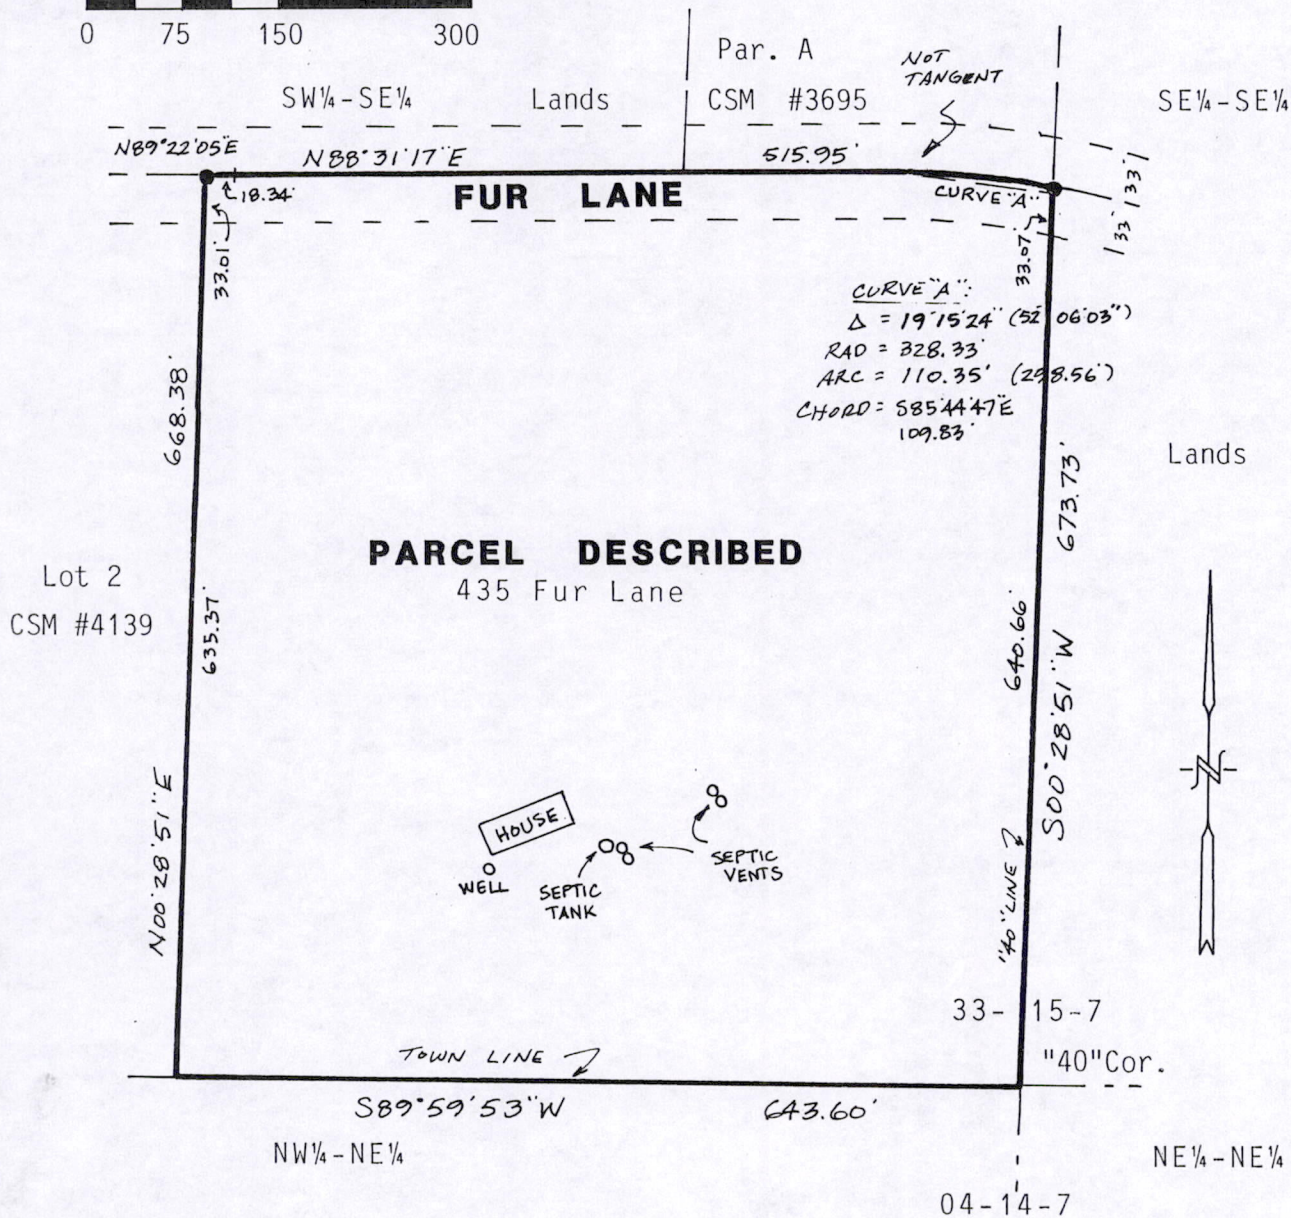 0 75 150 300
Par. A
NOT
TANGENT
SW¼-SE¼ Lands CSM #3695 SE¼-SE¼
N89°22'05"E N88°31'17"E 515.95'
18.34'
FUR LANE
CURVE "A"
33' 33'
33.01'
33.07'
CURVE "A":
Δ = 19°15'24" (52°06'03")
RAD = 328.33'
ARC = 110.35' (298.56')
CHORD = S85°44'47"E
109.83'
668.38'
673.73'
Lands
PARCEL DESCRIBED
435 Fur Lane
Lot 2
CSM #4139
635.37'
640.66'
N00°28'51"E
S00°28'51"W
N
HOUSE
WELL
SEPTIC
TANK
SEPTIC
VENTS
"40" LINE
33- 15-7
TOWN LINE
"40"Cor.
S89°59'53"W 643.60'
NW¼-NE¼ NE¼-NE¼
04-14-7